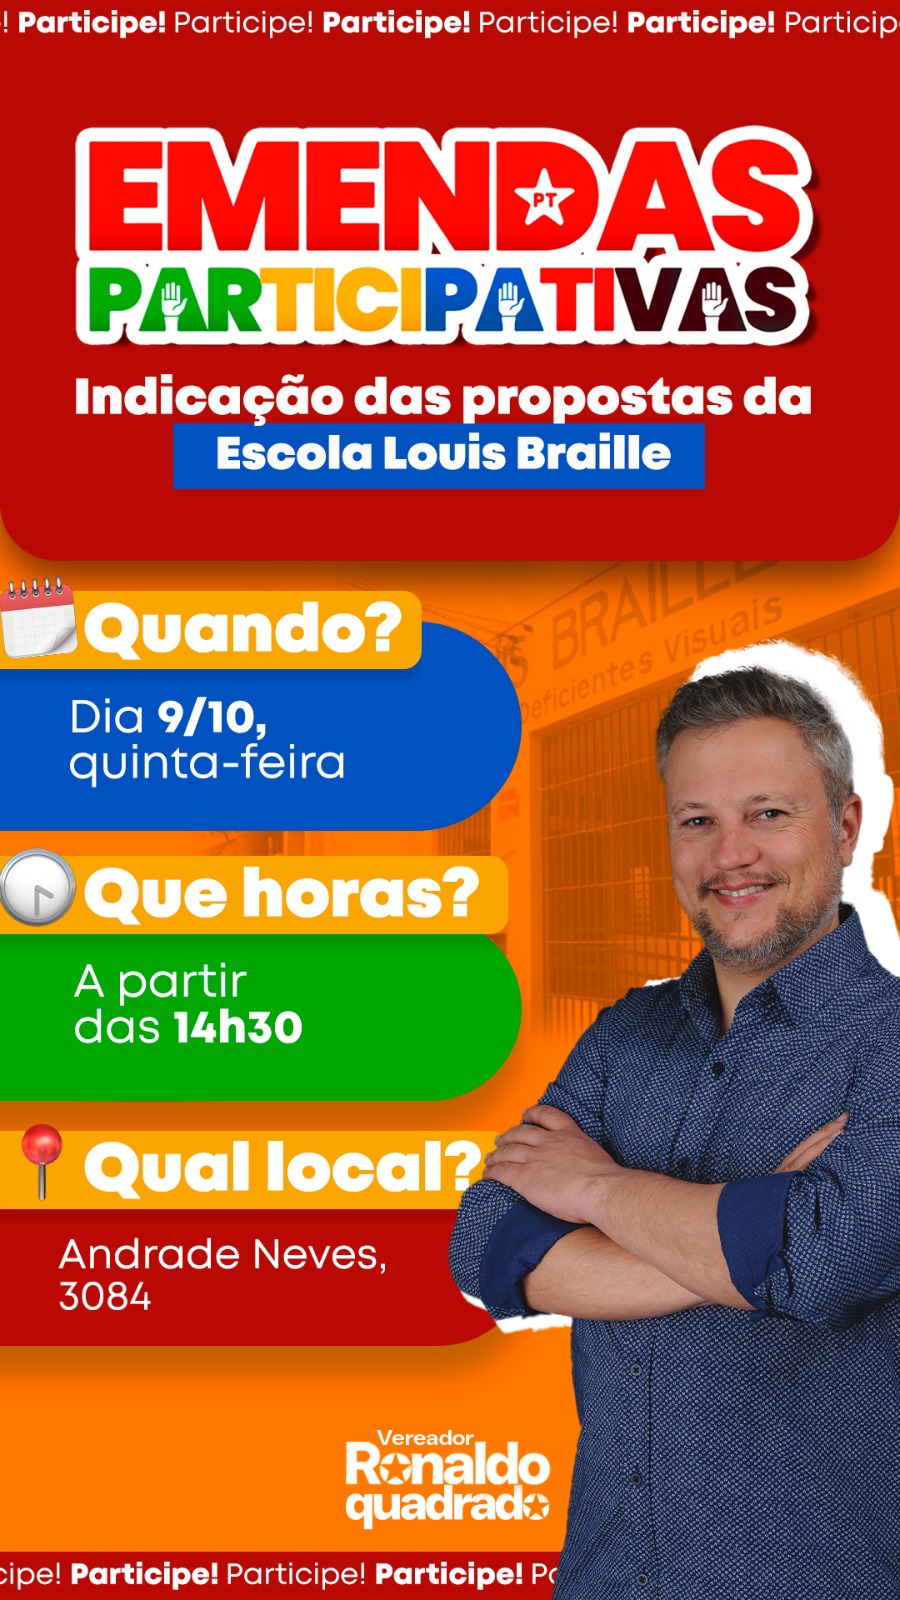 ! Participe! Participe! Participe! Participe! Participe! Particip
EMENDAS
PT
PARTICIPATIVAS
Indicação das propostas da
Escola Louis Braille
BRAILLE
Deficientes Visuais
Quando?
Dia 9/10,
quinta-feira
Que horas?
A partir
das 14h30
Qual local?
Andrade Neves,
3084
Vereador
Ronaldo
quadrado
cipe! Participe! Participe! Participe! Pa